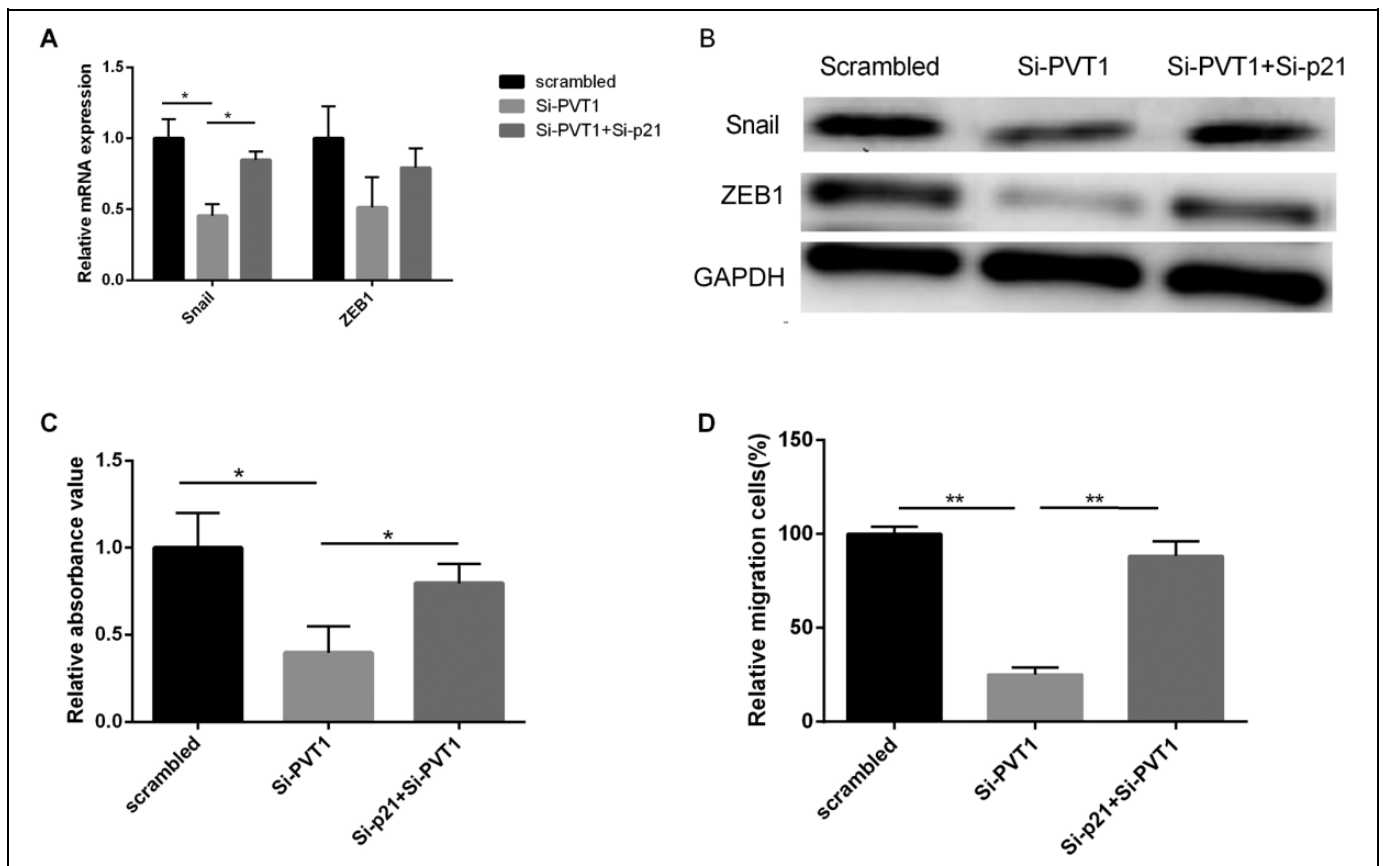 A
Relative mRNA expression
1.5
1.0
0.5
0.0
*
*
Snail
ZEB1
scrambled
Si-PVT1
Si-PVT1+Si-p21
B
Scrambled
Si-PVT1
Si-PVT1+Si-p21
Snail
ZEB1
GAPDH
C
Relative absorbance value
1.5
1.0
0.5
0.0
*
*
scrambled
Si-PVT1
Si-p21+Si-PVT1
D
Relative migration cells(%)
150
100
50
0
**
**
scrambled
Si-PVT1
Si-p21+Si-PVT1